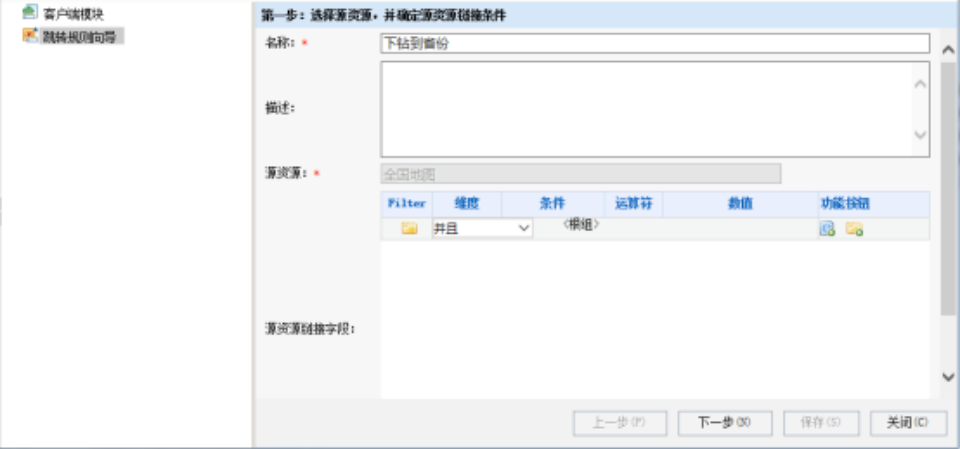 客户端模块
跳转规则向导
第一步：选择源资源，并确定源资源链接条件
名称：*
下钻到省份
描述：
源资源：*
全国地图
Filter 维度 条件 运算符 数值 功能按钮
并且 <根组>
源资源链接字段：
上一步(P) 下一步(N) 保存(S) 关闭(C)